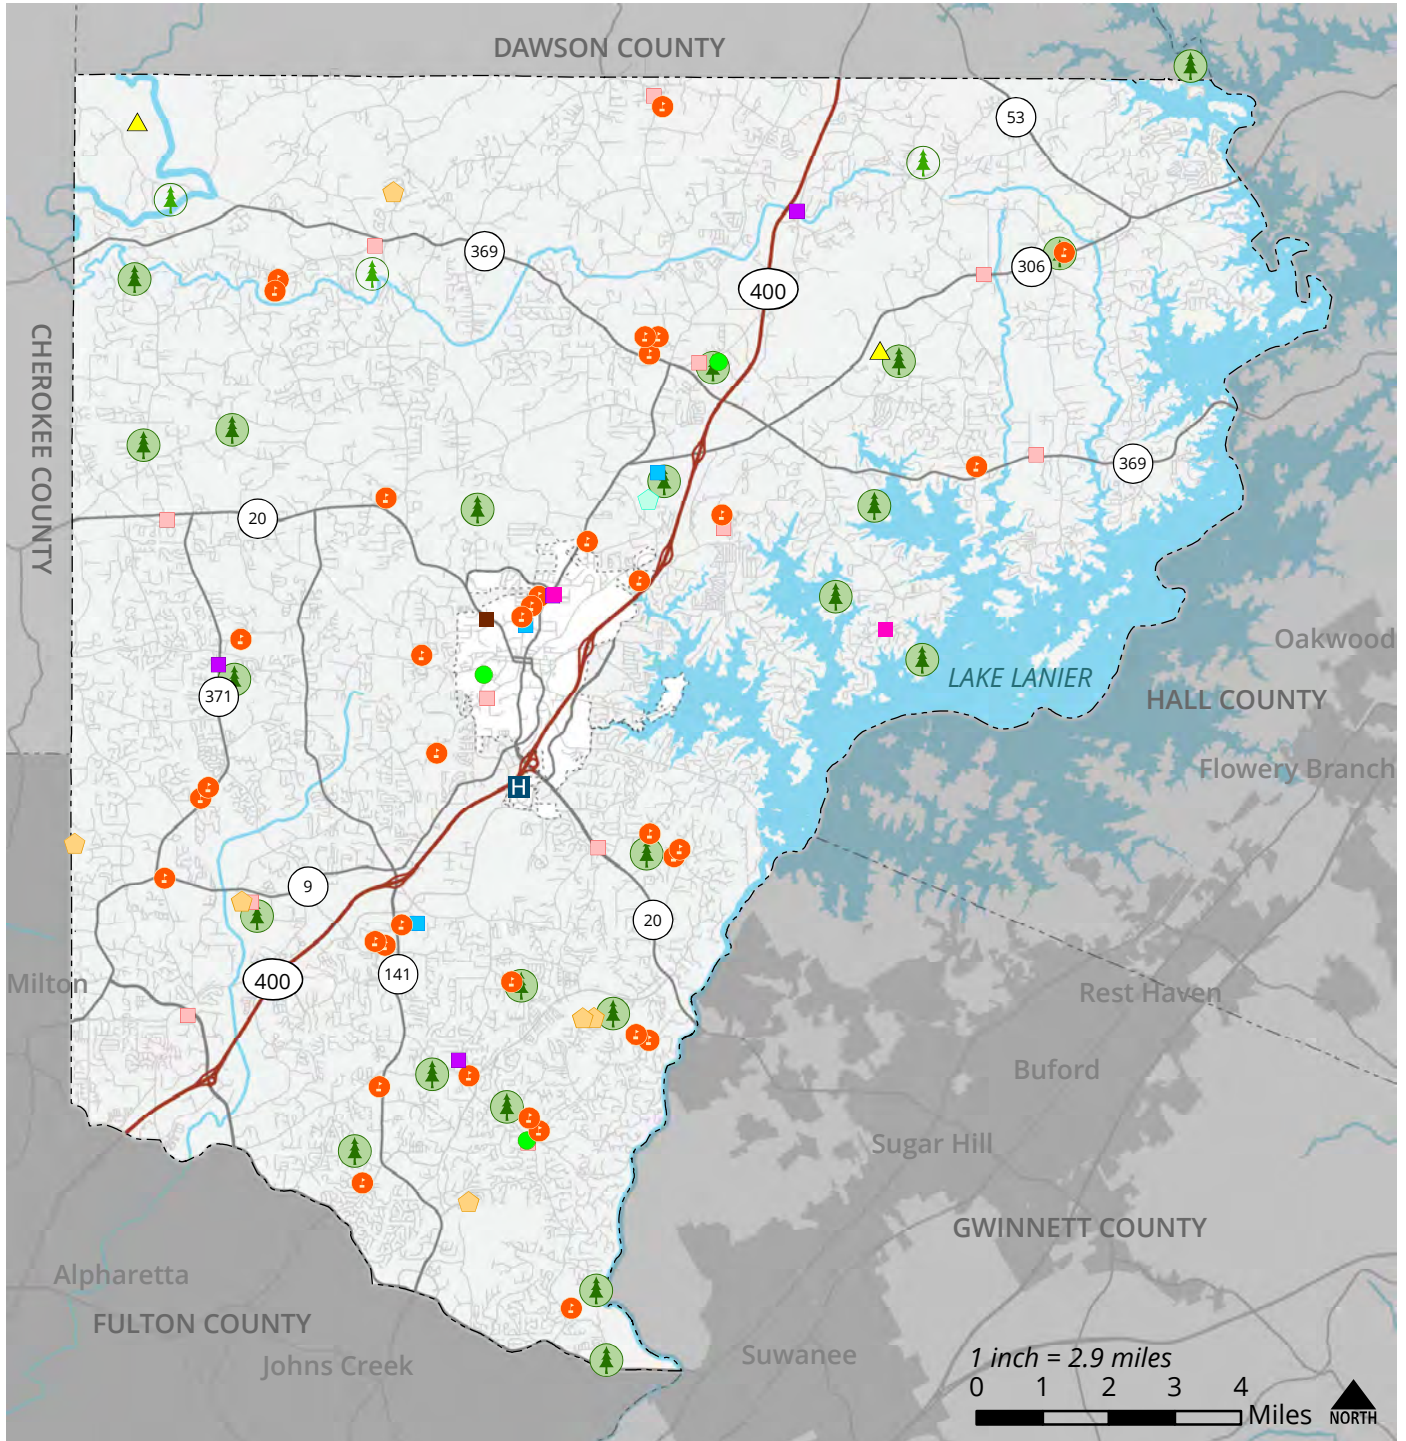 DAWSON COUNTY
53
369
306
400
CHEROKEE COUNTY
369
20
Oakwood
LAKE LANIER
371
HALL COUNTY
Flowery Branch
H
9
20
141
400
Milton
Rest Haven
Buford
Sugar Hill
GWINNETT COUNTY
Alpharetta
FULTON COUNTY
Johns Creek
Suwanee
1 inch = 2.9 miles
0 1 2 3 4
Miles
NORTH